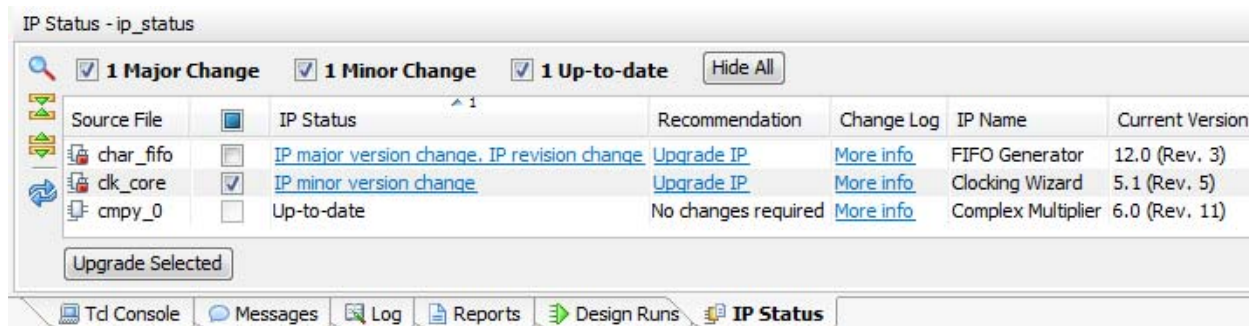 IP Status - ip_status
1 Major Change 1 Minor Change 1 Up-to-date Hide All
Source File IP Status 1 Recommendation Change Log IP Name Current Version
char_fifo IP major version change. IP revision change Upgrade IP More info FIFO Generator 12.0 (Rev. 3)
clk_core IP minor version change Upgrade IP More info Clocking Wizard 5.1 (Rev. 5)
cmpy_0 Up-to-date No changes required More info Complex Multiplier 6.0 (Rev. 11)
Upgrade Selected
Tcl Console Messages Log Reports Design Runs IP Status